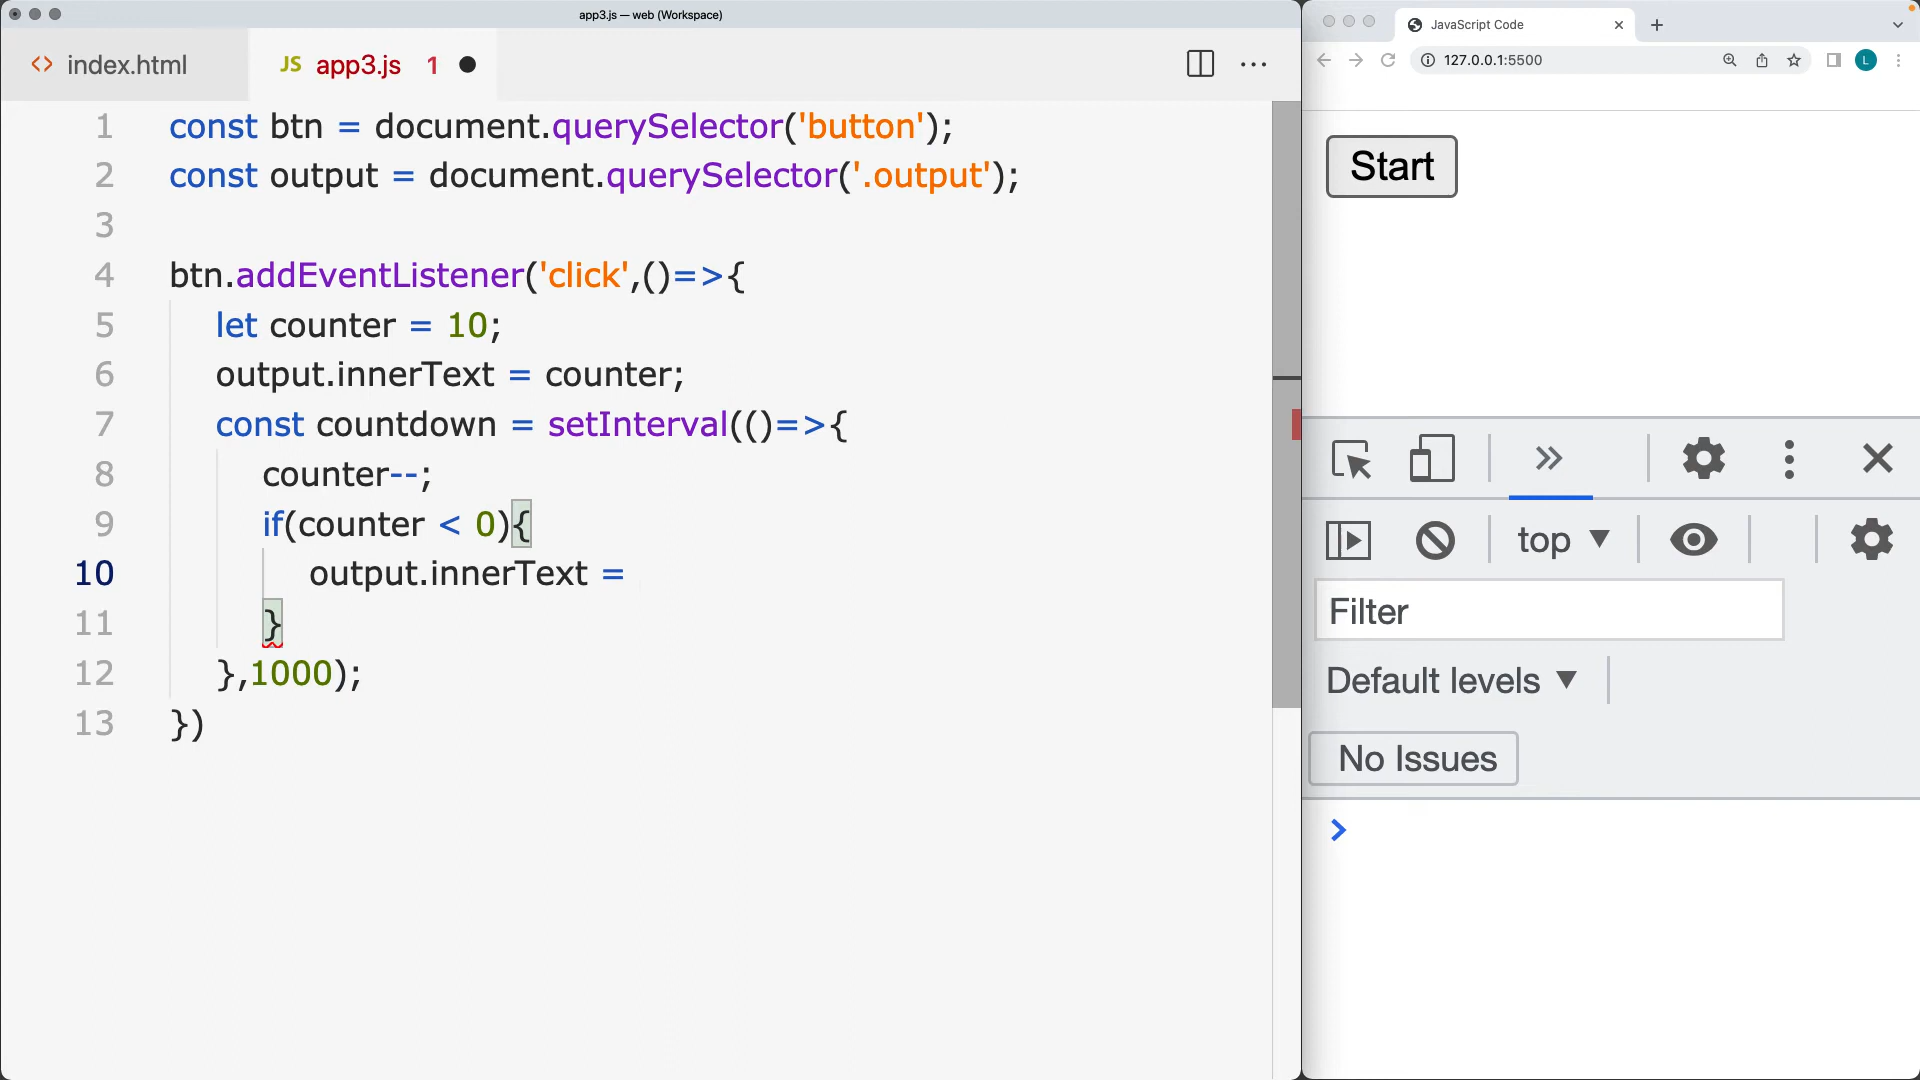 app3.js — web (Workspace)
index.html
JS app3.js 1
1 const btn = document.querySelector('button');
2 const output = document.querySelector('.output');
3
4 btn.addEventListener('click',()=>{
5 let counter = 10;
6 output.innerText = counter;
7 const countdown = setInterval(()=>{
8 counter--;
9 if(counter < 0){
10 output.innerText =
11 }
12 },1000);
13 })
JavaScript Code
127.0.0.1:5500
L
Start
top
Filter
Default levels
No Issues